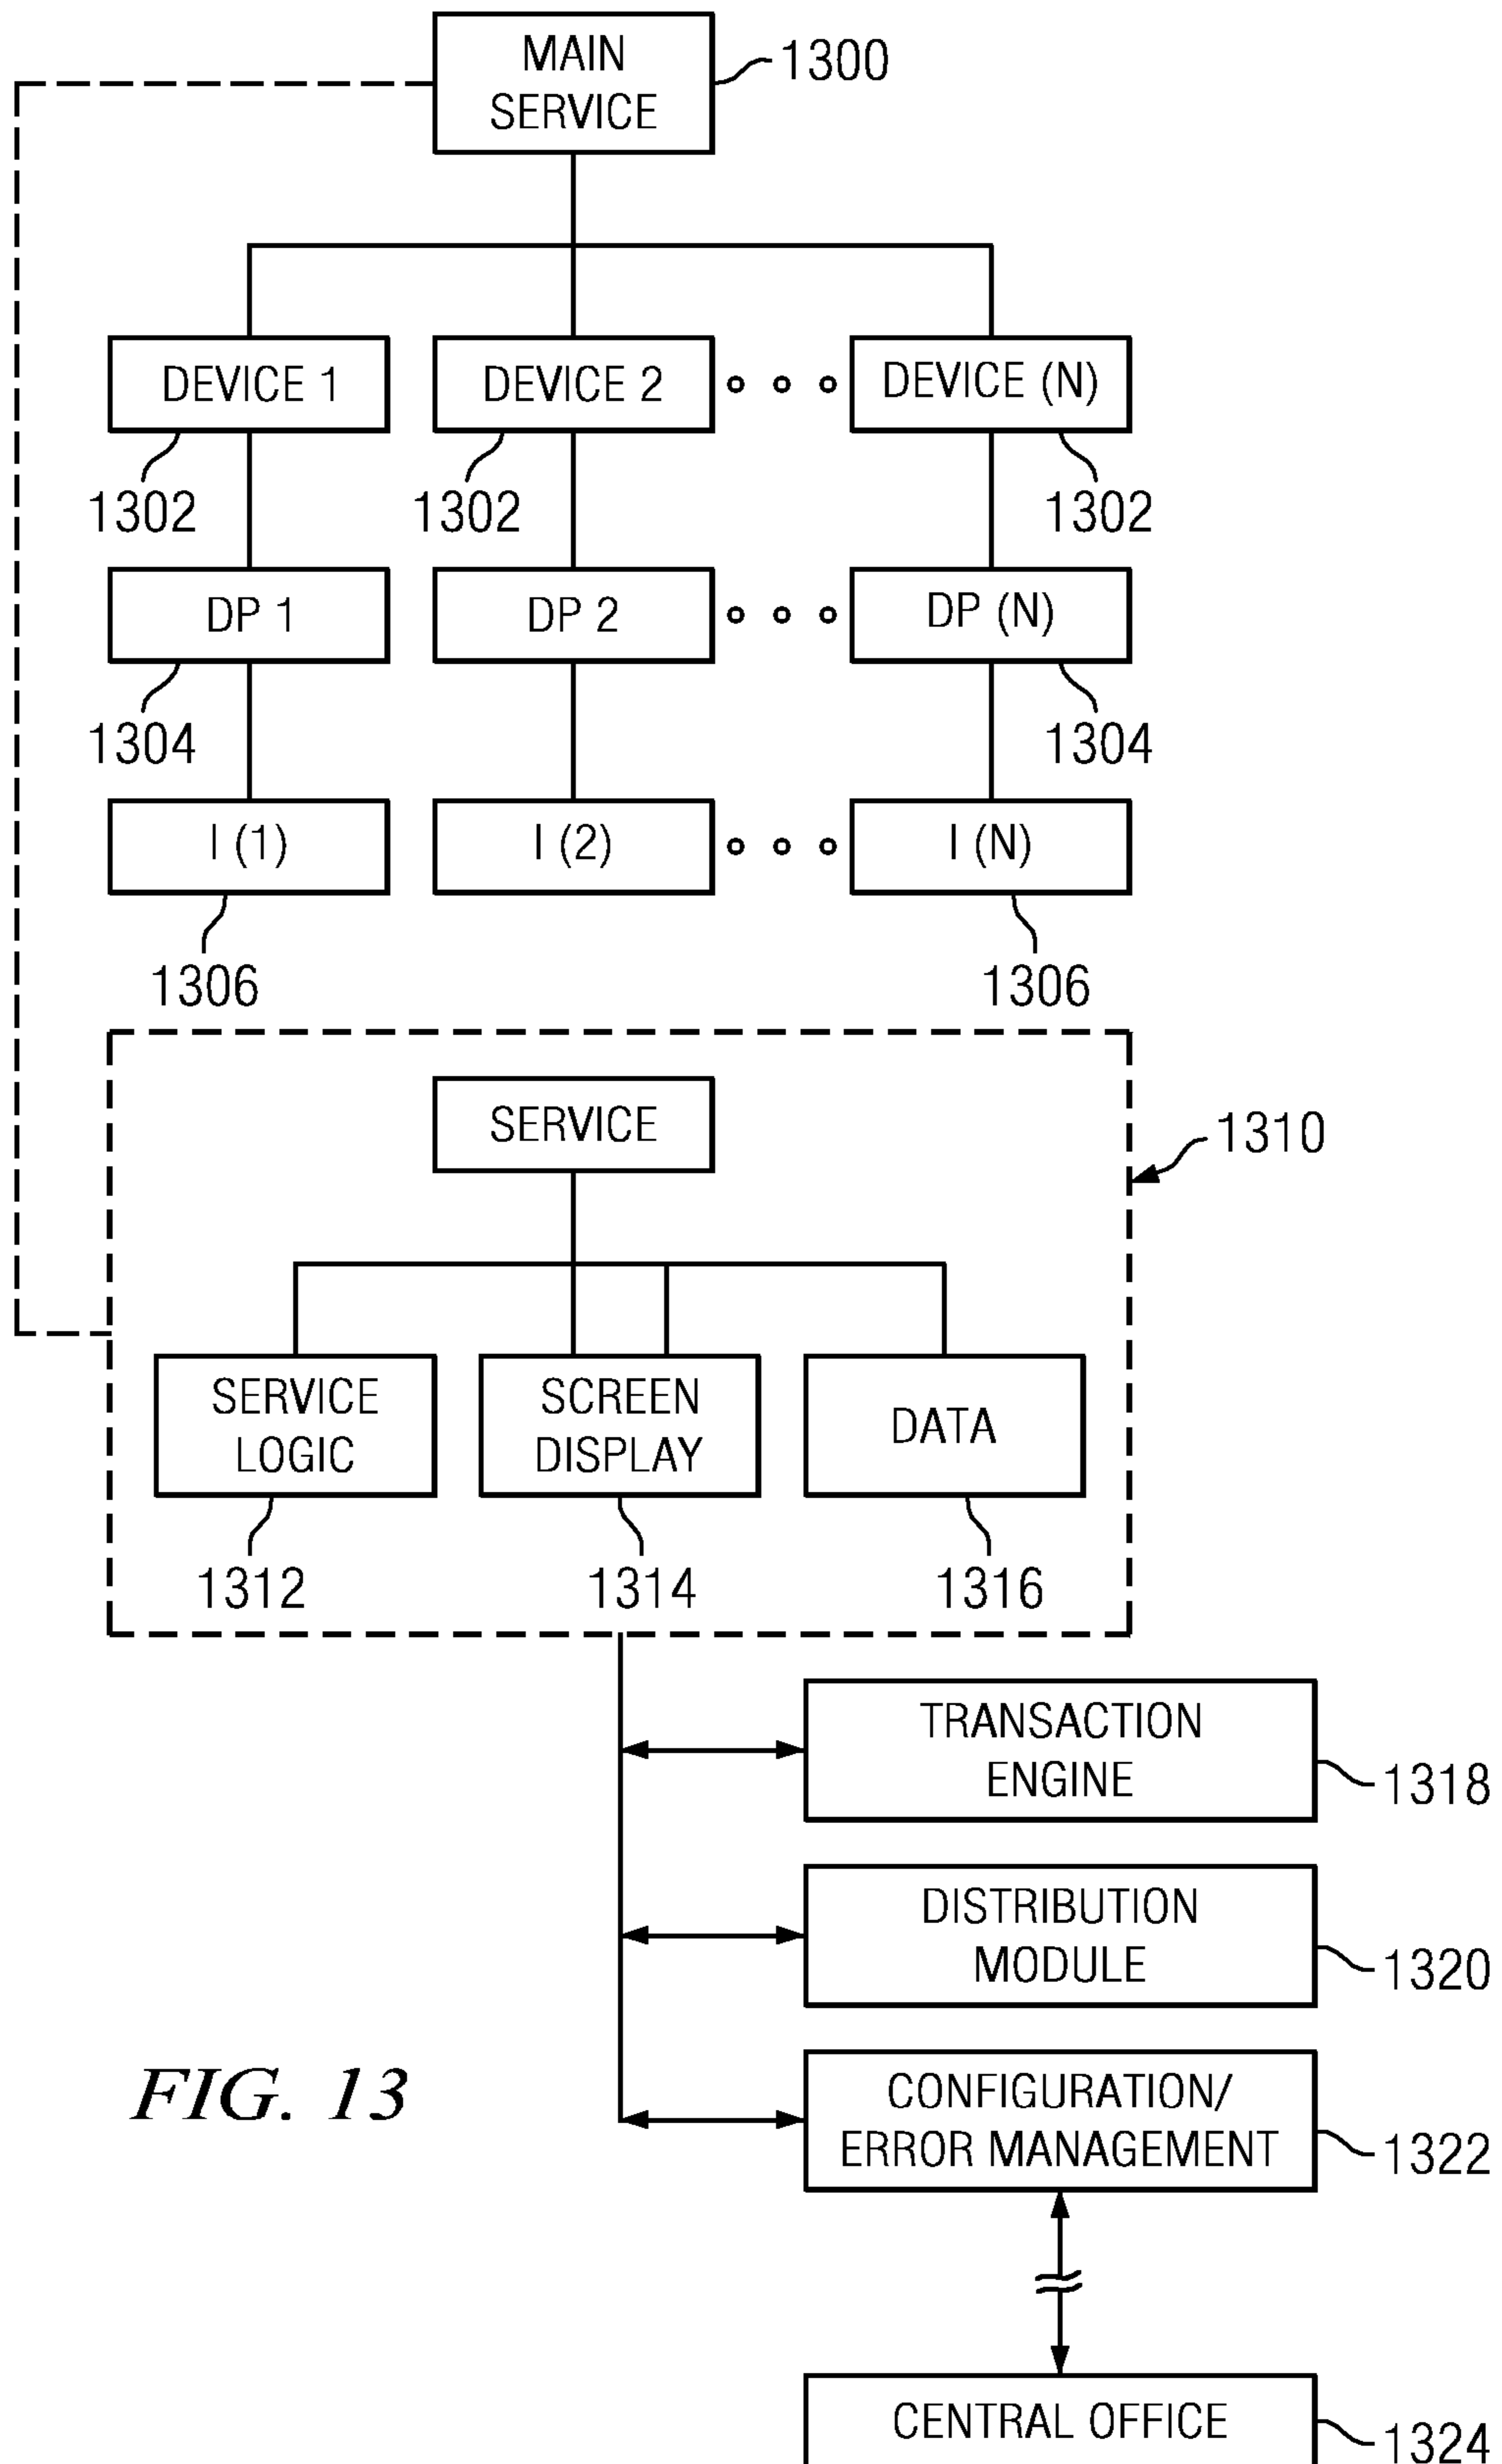 MAIN
SERVICE
1300
DEVICE 1
DEVICE 2
DEVICE (N)
1302
1302
1302
DP 1
DP 2
DP (N)
1304
1304
I (1)
I (2)
I (N)
1306
1306
SERVICE
1310
SERVICE
LOGIC
SCREEN
DISPLAY
DATA
1312
1314
1316
TRANSACTION
ENGINE
1318
DISTRIBUTION
MODULE
1320
FIG. 13
CONFIGURATION/
ERROR MANAGEMENT
1322
CENTRAL OFFICE
1324